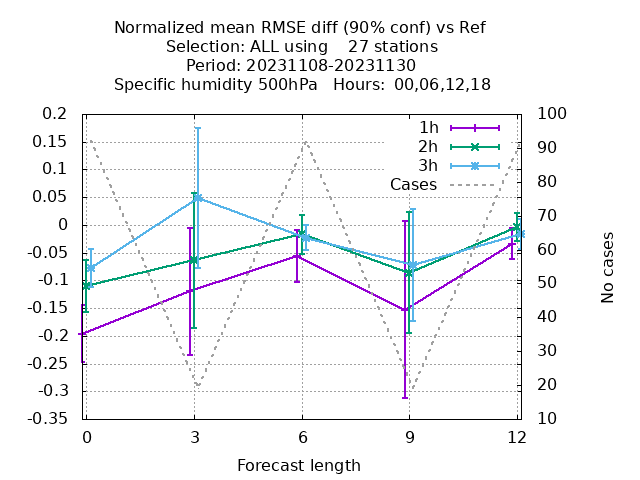 Normalized mean RMSE diff (90% conf) vs Ref
Selection: ALL using    27 stations
Period: 20231108-20231130
Specific humidity 500hPa   Hours:  00,06,12,18
0.2
0.15
0.1
0.05
0
-0.05
-0.1
-0.15
-0.2
-0.25
-0.3
-0.35
1h
2h
3h
Cases
100
90
80
70
60
50
40
30
20
10
No cases
0
3
6
9
12
Forecast length